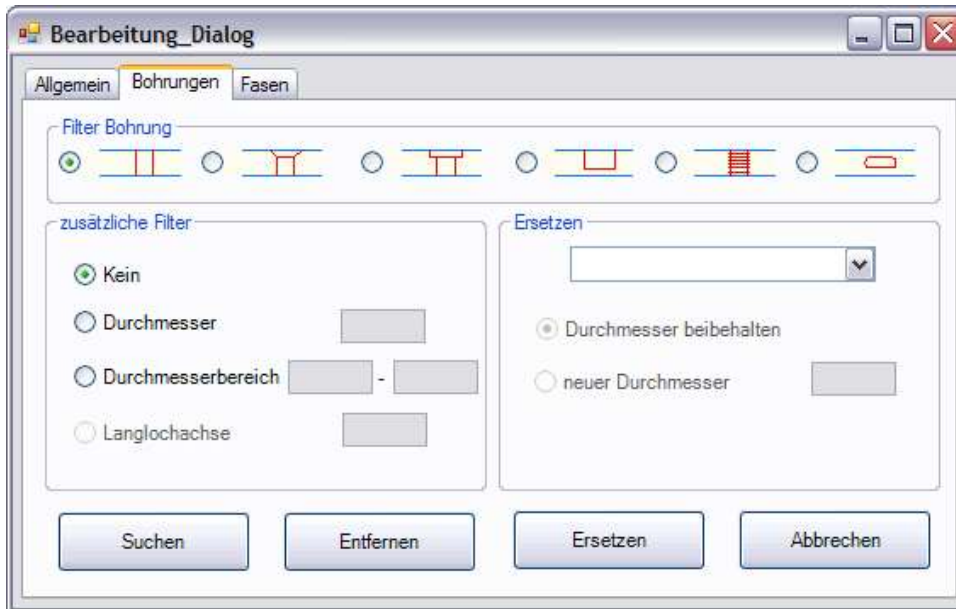 Bearbeitung_Dialog
Allgemein Bohrungen Fasen
Filter Bohrung
zusätzliche Filter
Kein
Durchmesser
Durchmesserbereich -
Langlochachse
Ersetzen
Durchmesser beibehalten
neuer Durchmesser
Suchen Entfernen Ersetzen Abbrechen